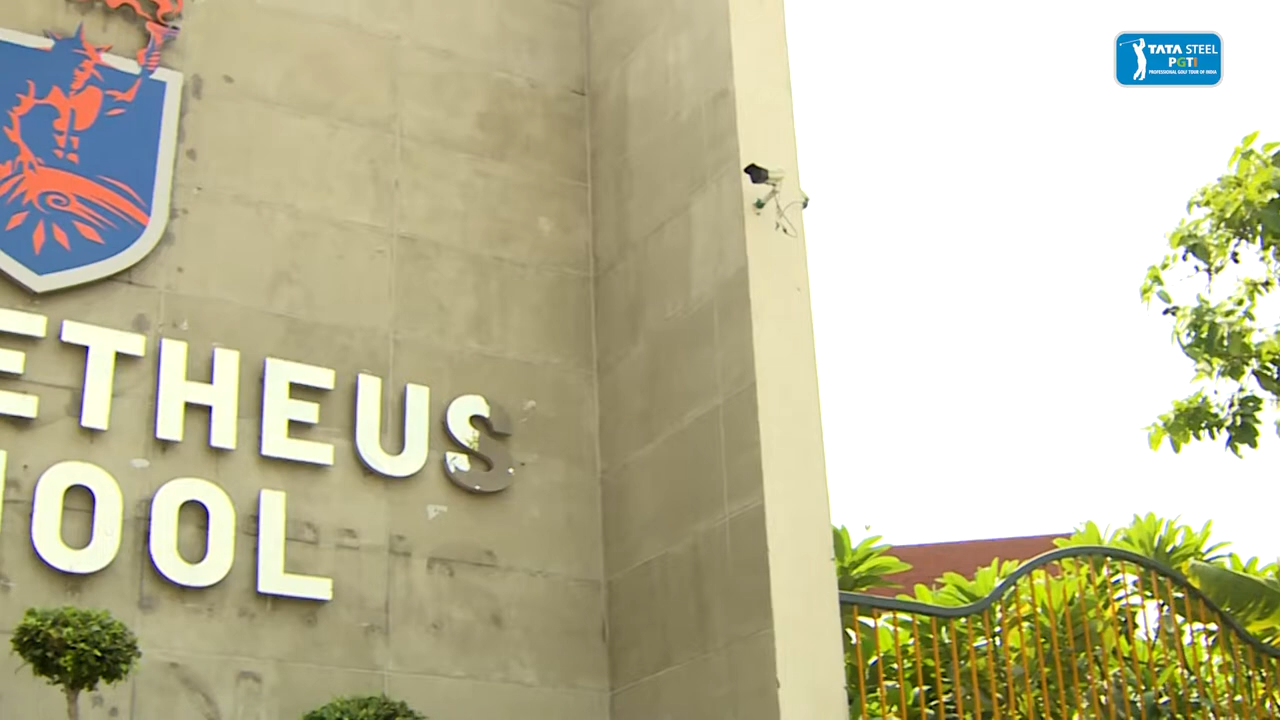 TATA STEEL
PGTI
PROFESSIONAL GOLF TOUR OF INDIA
ETHEUS
OOL